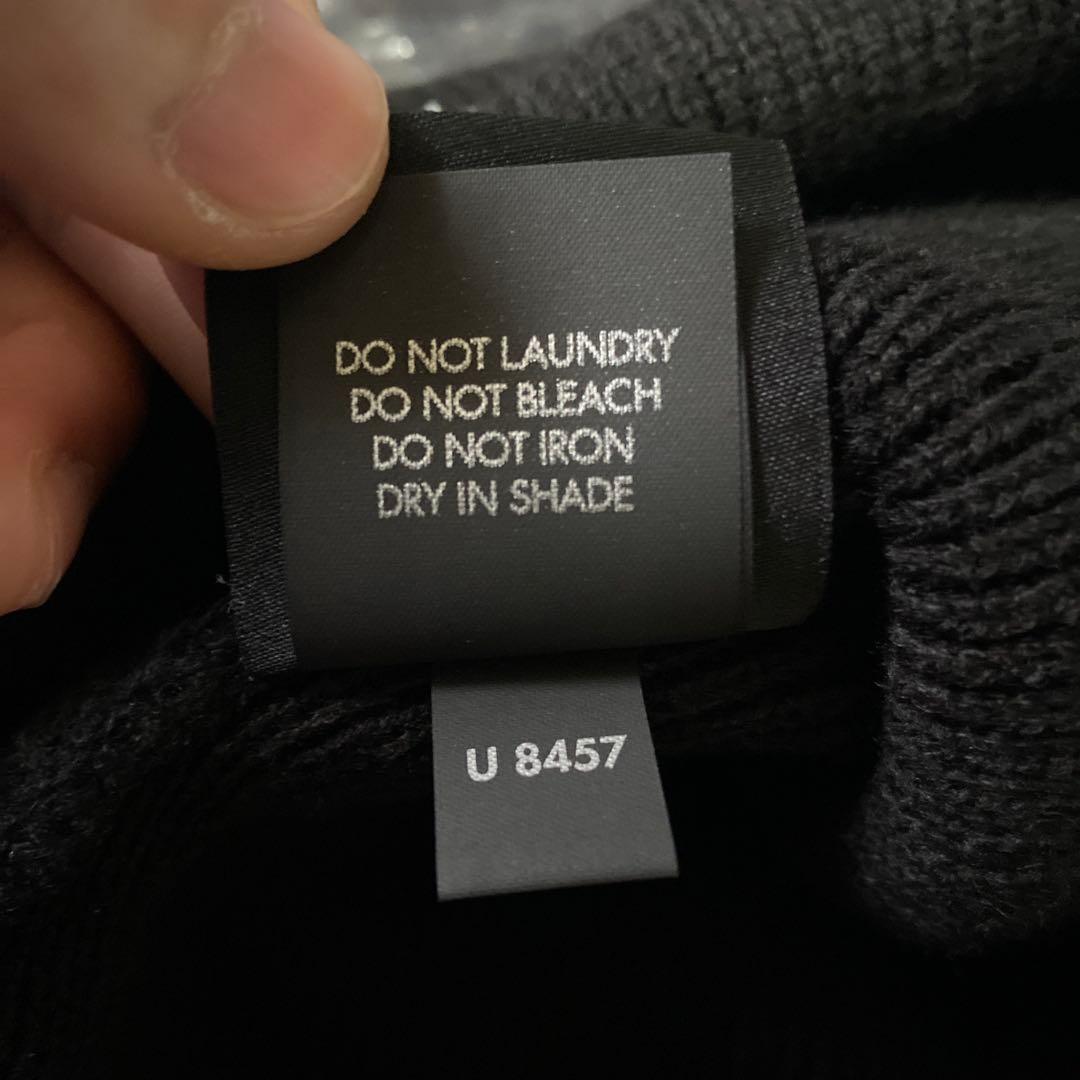 DO NOT LAUNDRY
DO NOT BLEACH
DO NOT IRON
DRY IN SHADE
U 8457